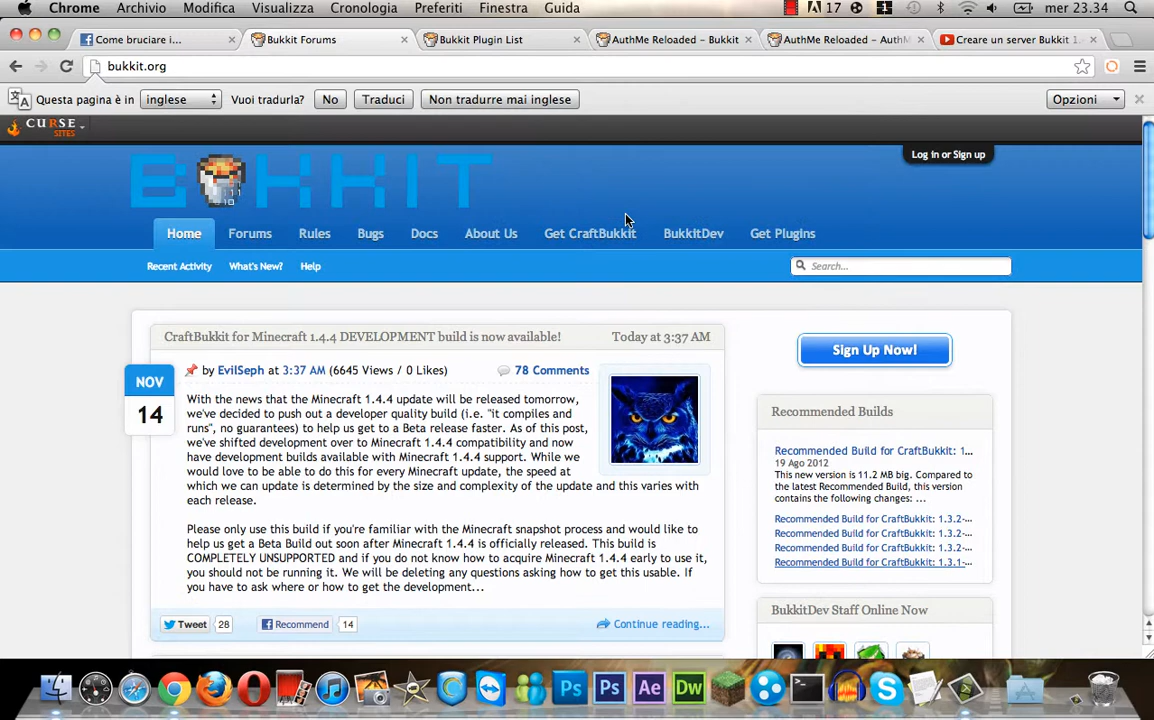 Chrome Archivio Modifica Visualizza Cronologia Preferiti Finestra Guida 17 mer 23.34
Come bruciare i... Bukkit Forums Bukkit Plugin List AuthMe Reloaded – Bukkit AuthMe Reloaded – AuthM Creare un server Bukkit 1.
bukkit.org
Questa pagina è in inglese Vuoi tradurla? No Traduci Non tradurre mai inglese Opzioni
CURSE
SITES
BUKKIT
Log in or Sign up
Home Forums Rules Bugs Docs About Us Get CraftBukkit BukkitDev Get Plugins
Recent Activity What's New? Help Search...
CraftBukkit for Minecraft 1.4.4 DEVELOPMENT build is now available! Today at 3:37 AM
Sign Up Now!
NOV
14
by EvilSeph at 3:37 AM (6645 Views / 0 Likes) 78 Comments
With the news that the Minecraft 1.4.4 update will be released tomorrow,
we've decided to push out a developer quality build (i.e. "it compiles and
runs", no guarantees) to help us get to a Beta release faster. As of this post,
we've shifted development over to Minecraft 1.4.4 compatibility and now
have development builds available with Minecraft 1.4.4 support. While we
would love to be able to do this for every Minecraft update, the speed at
which we can update is determined by the size and complexity of the update and this varies with
each release.
Please only use this build if you're familiar with the Minecraft snapshot process and would like to
help us get a Beta Build out soon after Minecraft 1.4.4 is officially released. This build is
COMPLETELY UNSUPPORTED and if you do not know how to acquire Minecraft 1.4.4 early to use it,
you should not be running it. We will be deleting any questions asking how to get this usable. If
you have to ask where or how to get the development...
Tweet 28 Recommend 14 Continue reading...
Recommended Builds
Recommended Build for CraftBukkit: 1...
19 Ago 2012
This new version is 11.2 MB big. Compared to
the latest Recommended Build, this version
contains the following changes: ...
Recommended Build for CraftBukkit: 1.3.2-...
Recommended Build for CraftBukkit: 1.3.2-...
Recommended Build for CraftBukkit: 1.3.2-...
Recommended Build for CraftBukkit: 1.3.1-...
BukkitDev Staff Online Now
Ps Ps Ae Dw